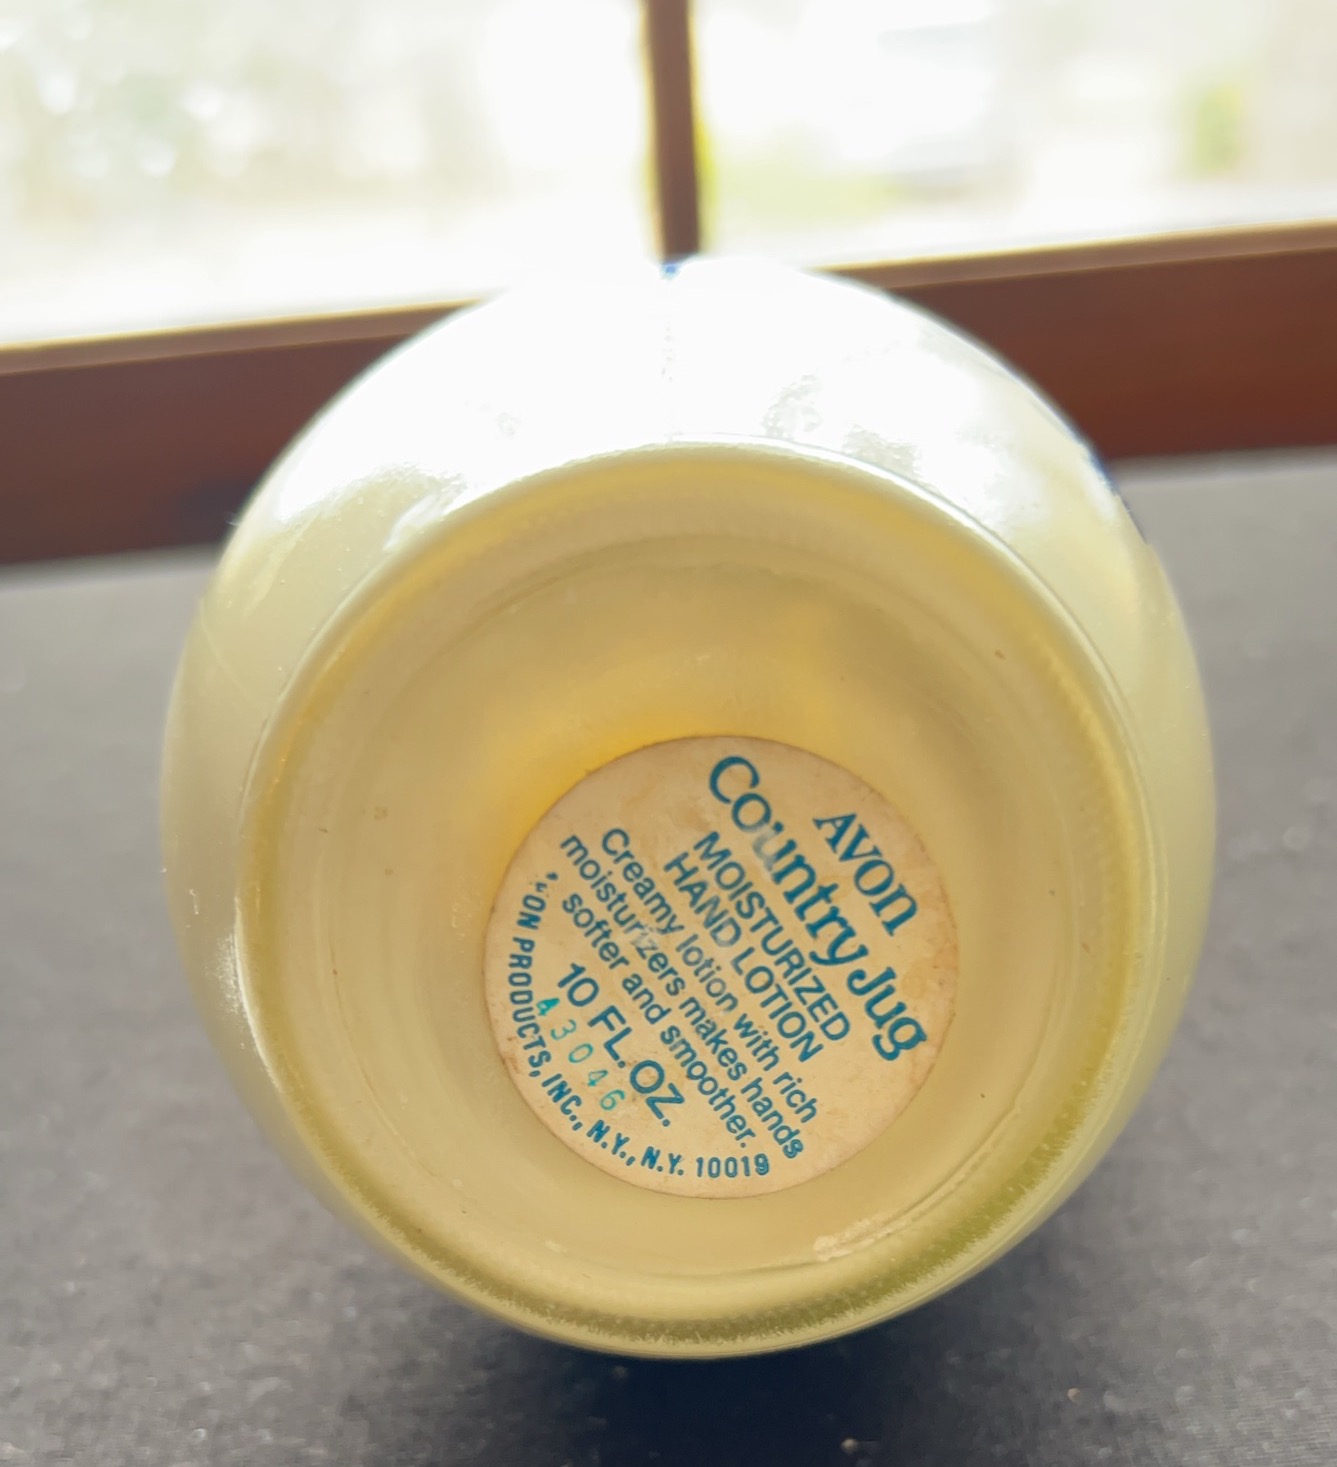 AVON
Country Jug
MOISTURIZED
HAND LOTION
Creamy lotion with rich
moisturizers makes hands
softer and smoother.
10 FL. OZ.
43046
PRODUCTS, INC., N.Y., N.Y. 10019